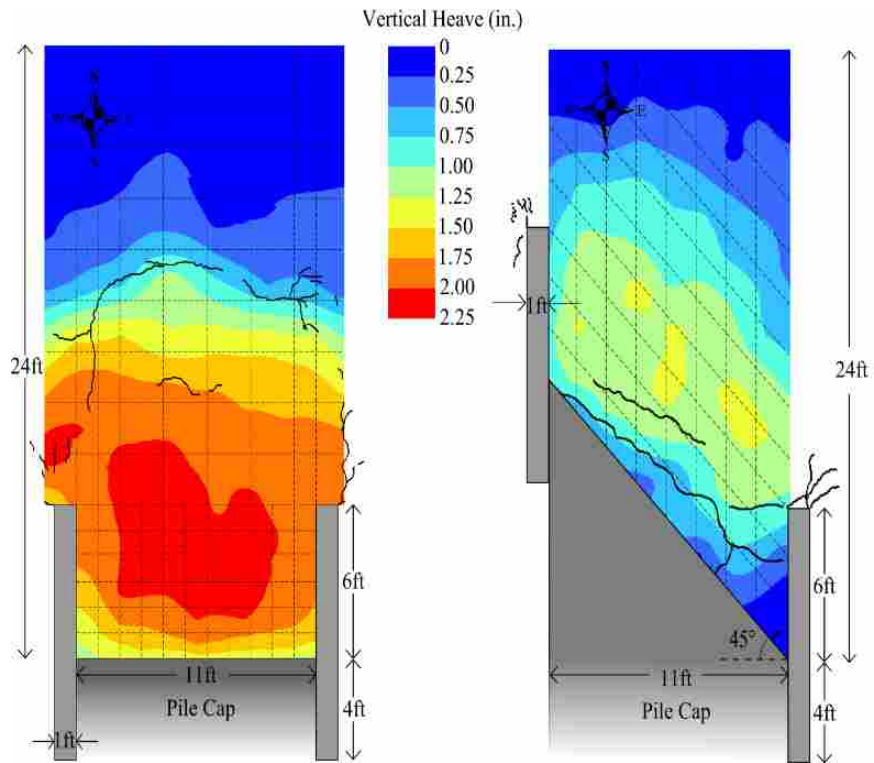 Vertical Heave (in.)
0
0.25
0.50
0.75
1.00
1.25
1.50
1.75
2.00
2.25
24ft
6ft
11ft
Pile Cap
4ft
1ft
E
S
1ft
24ft
6ft
45°
11ft
Pile Cap
4ft